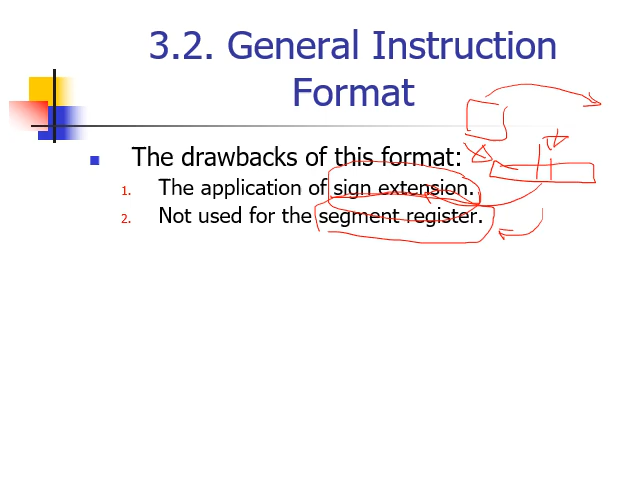 3.2. General Instruction
Format
The drawbacks of this format:
1. The application of sign extension.
2. Not used for the segment register.